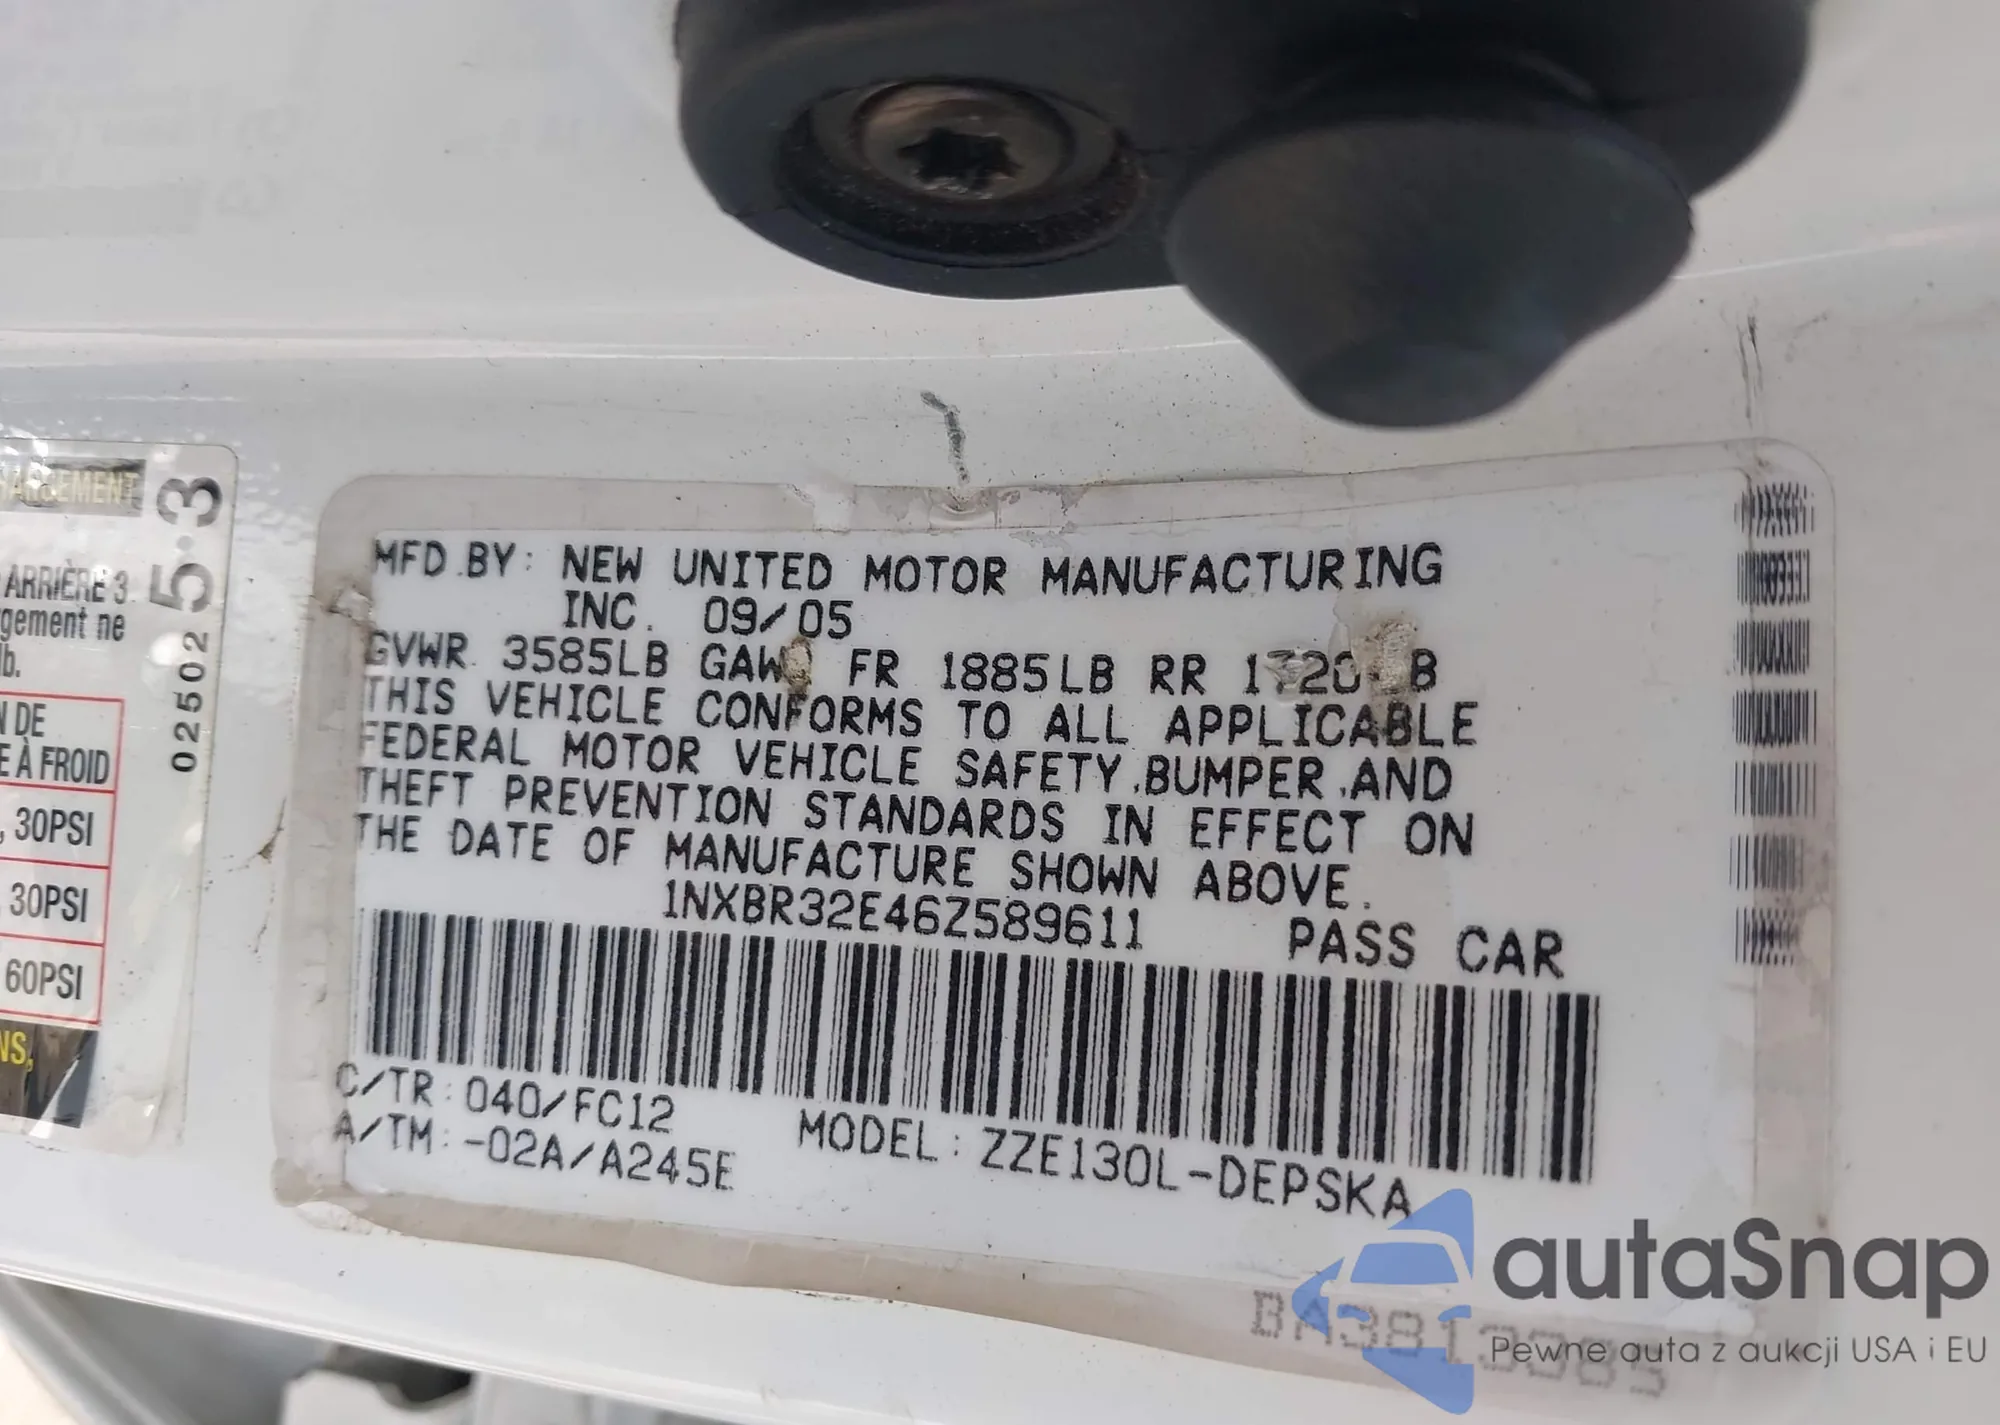 ARGEMENT
ARRIÈRE 3
gement ne
lb.
N DE
E À FROID
, 30PSI
, 30PSI
60PSI
NS,
5·3
02502
MFD.BY: NEW UNITED MOTOR MANUFACTURING
INC. 09/05
GVWR 3585LB GAW FR 1885LB RR
THIS VEHICLE CONFORMS TO ALL APPLICABLE
FEDERAL MOTOR VEHICLE SAFETY,BUMPER,AND
THEFT PREVENTION STANDARDS IN EFFECT ON
THE DATE OF MANUFACTURE SHOWN ABOVE.
1NXBR32E46Z589611 PASS CAR
C/TR: 040/FC12
A/TM: -02A/A245E MODEL: ZZE130L-DEPSKA
autaSnap
Pewne auta z aukcji USA i EU